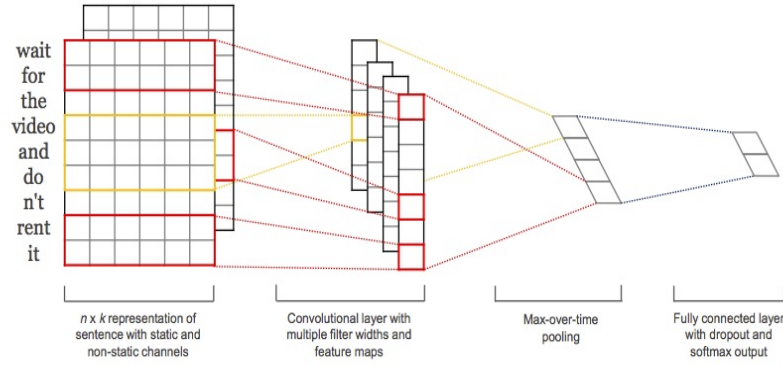 wait
for
the
video
and
do
n't
rent
it
n x k representation of
sentence with static and
non-static channels
Convolutional layer with
multiple filter widths and
feature maps
Max-over-time
pooling
Fully connected layer
with dropout and
softmax output